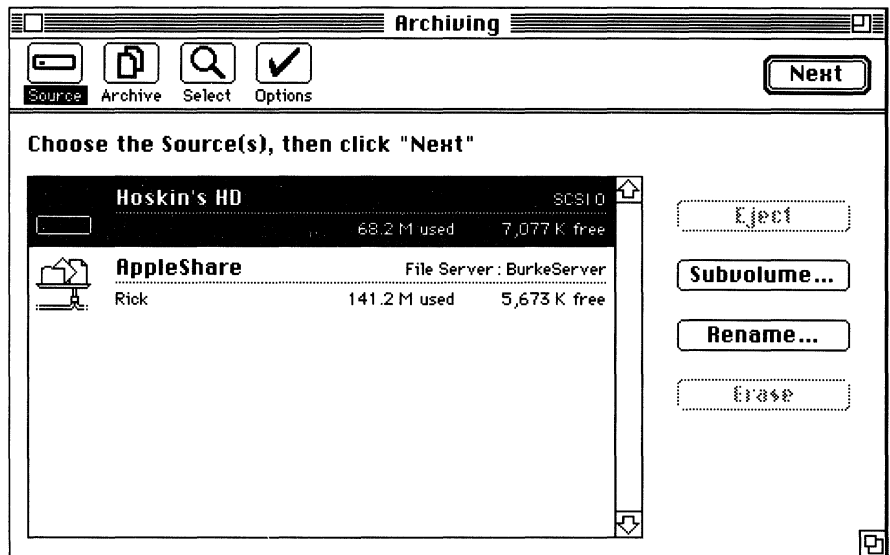 Archiving
Source Archive Select Options
Next
Choose the Source(s), then click "Next"
Hoskin's HD SCSI 0
68.2 M used 7,077 K free
AppleShare File Server : BurkeServer
Rick 141.2 M used 5,673 K free
Eject
Subvolume...
Rename...
Erase